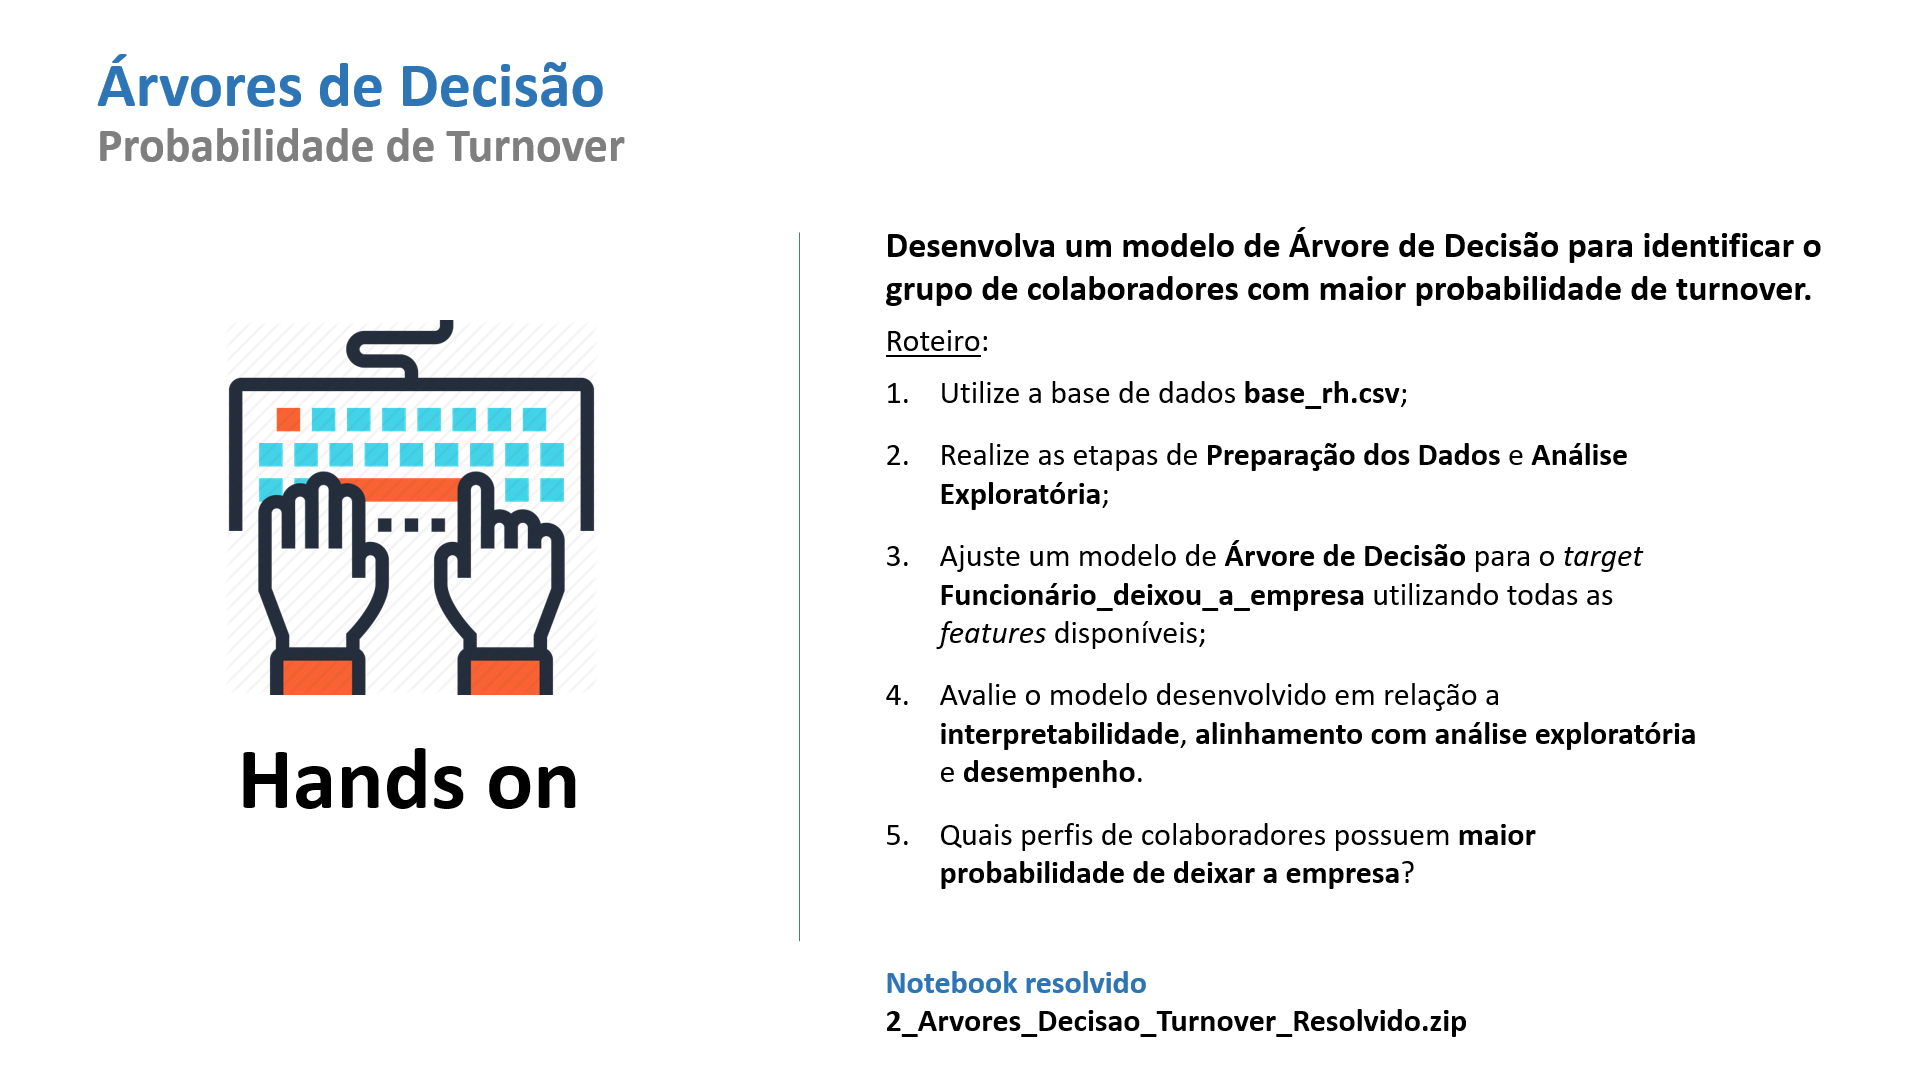 Árvores de Decisão
Probabilidade de Turnover
Hands on
Desenvolva um modelo de Árvore de Decisão para identificar o
grupo de colaboradores com maior probabilidade de turnover.
Roteiro:
1. Utilize a base de dados base_rh.csv;
2. Realize as etapas de Preparação dos Dados e Análise
Exploratória;
3. Ajuste um modelo de Árvore de Decisão para o target
Funcionário_deixou_a_empresa utilizando todas as
features disponíveis;
4. Avalie o modelo desenvolvido em relação a
interpretabilidade, alinhamento com análise exploratória
e desempenho.
5. Quais perfis de colaboradores possuem maior
probabilidade de deixar a empresa?
Notebook resolvido
2_Arvores_Decisao_Turnover_Resolvido.zip